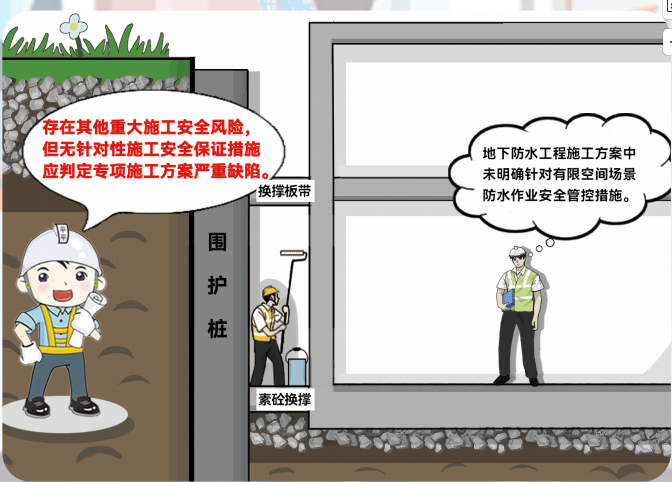 存在其他重大施工安全风险，
但无针对性施工安全保证措施
应判定专项施工方案严重缺陷。
地下防水工程施工方案中
未明确针对有限空间场景
防水作业安全管控措施。
换撑板带
围
护
桩
素砼换撑